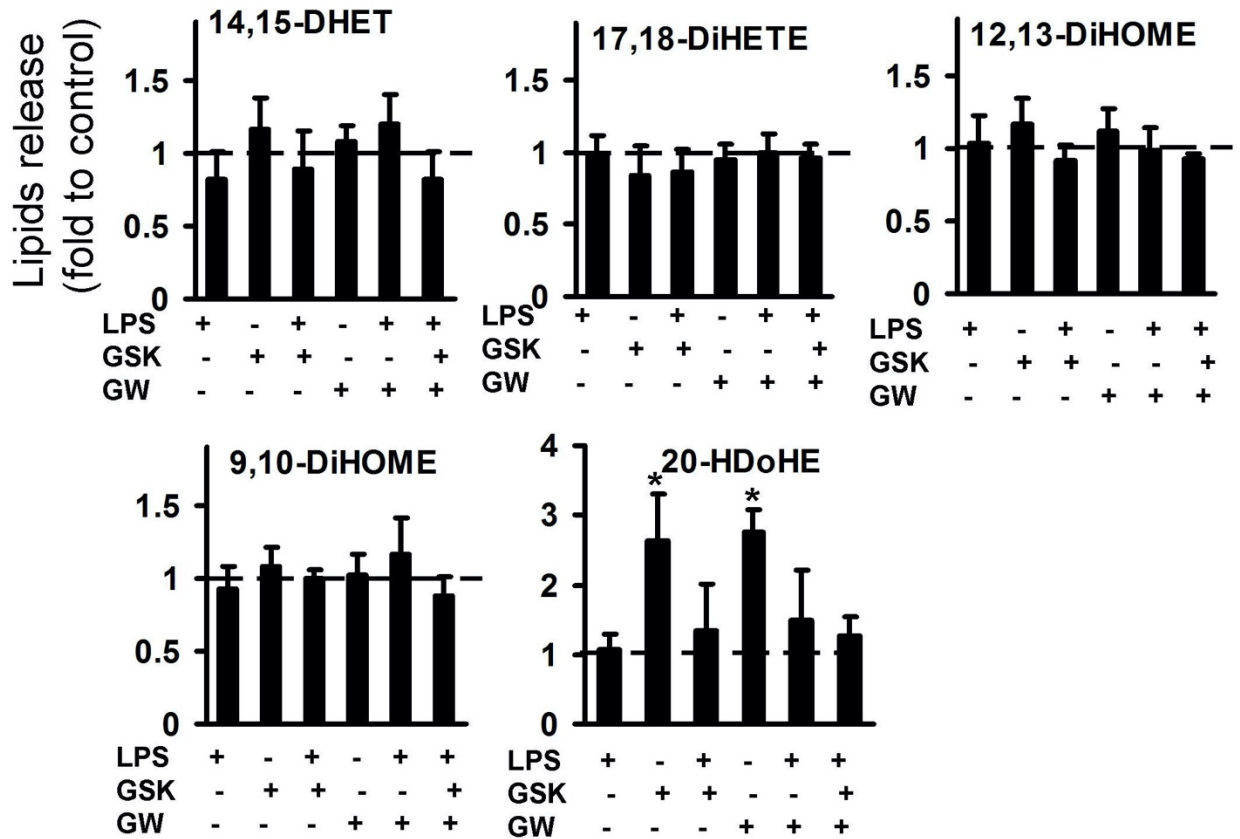 Lipids release
(fold to control)
14,15-DHET
1.5
1
0.5
0
LPS + - + - + +
GSK - + + - - +
GW - - - + + +
17,18-DiHETE
1.5
1
0.5
0
LPS + - + - + +
GSK - + + - - +
GW - - - + + +
12,13-DiHOME
1.5
1
0.5
0
LPS + - + - + +
GSK - + + - - +
GW - - - + + +
9,10-DiHOME
1.5
1
0.5
0
LPS + - + - + +
GSK - + + - - +
GW - - - + + +
20-HDoHE
* *
4
3
2
1
0
LPS + - + - + +
GSK - + + - - +
GW - - - + + +